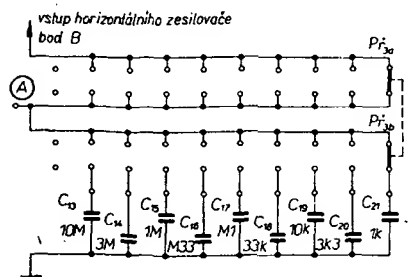 vstup horizontálního zesilovače
bod B
Př3a
A
Př3b
C13
10M
C14
3M
C15
1M
C16
M33
C17
M1
C18
33k
C19
10k
C20
3k3
C21
1k